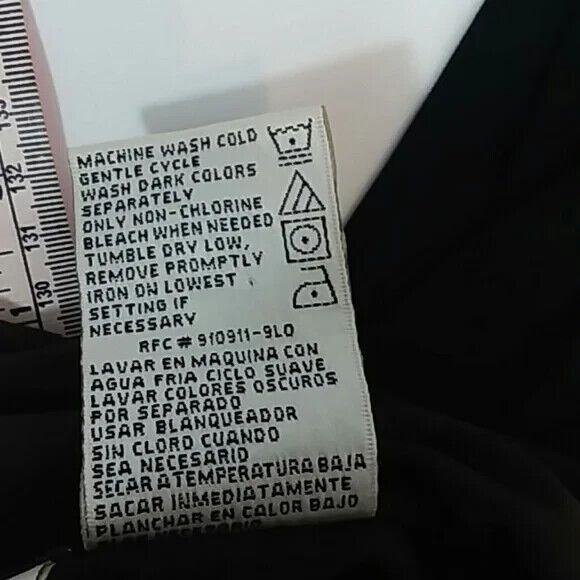 MACHINE WASH COLD
GENTLE CYCLE
WASH DARK COLORS
SEPARATELY
ONLY NON-CHLORINE
BLEACH WHEN NEEDED
TUMBLE DRY LOW,
REMOVE PROMPTLY
IRON ON LOWEST
SETTING IF
NECESSARY
RFC # 910911-9L0
LAVAR EN MAQUINA CON
AGUA FRIA CICLO SUAVE
LAVAR COLORES OSCUROS
POR SEPARADO
USAR BLANQUEADOR
SIN CLORO CUANDO
SEA NECESARIO
SECAR A TEMPERATURA BAJA
SACAR INMEDIATAMENTE
PLANCHAR EN CALOR BAJO
133
132
131
130
1